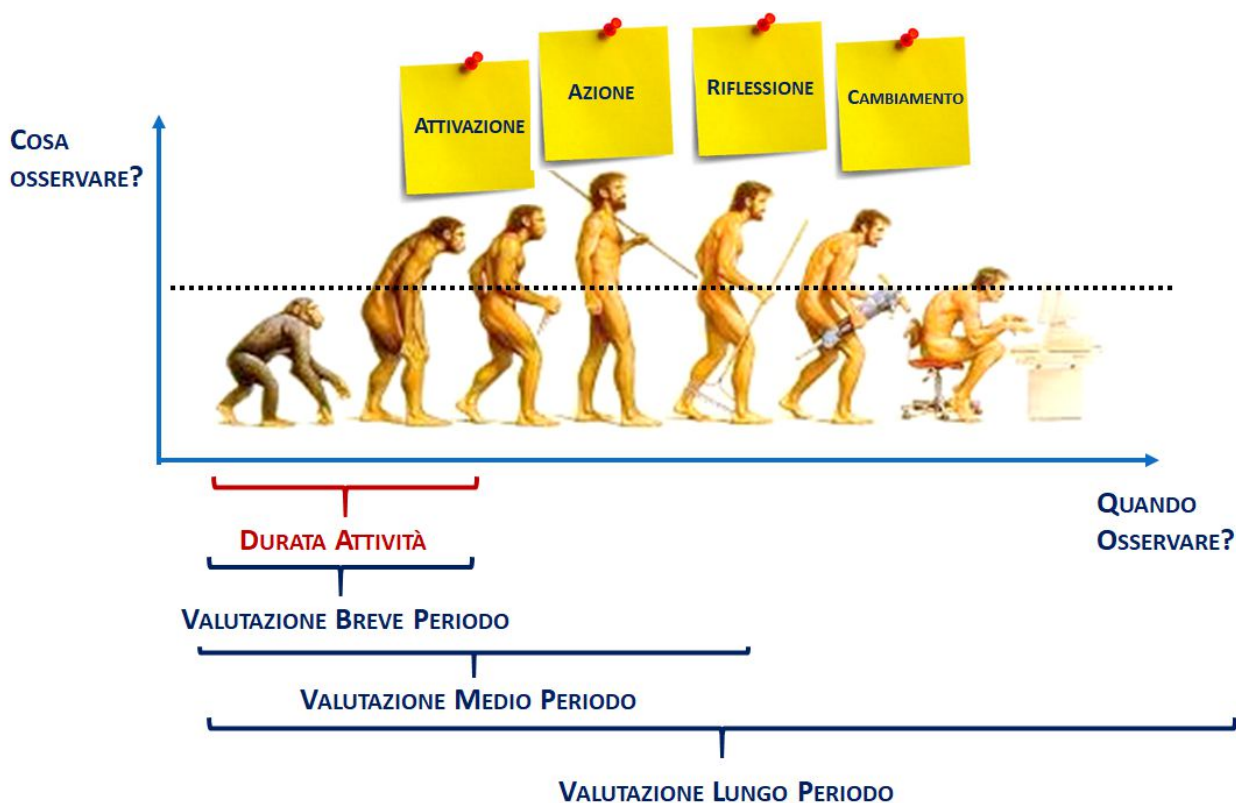 ATTIVAZIONE
AZIONE
RIFLESSIONE
CAMBIAMENTO
COSA
OSSERVARE?
QUANDO
OSSERVARE?
DURATA ATTIVITÀ
VALUTAZIONE BREVE PERIODO
VALUTAZIONE MEDIO PERIODO
VALUTAZIONE LUNGO PERIODO